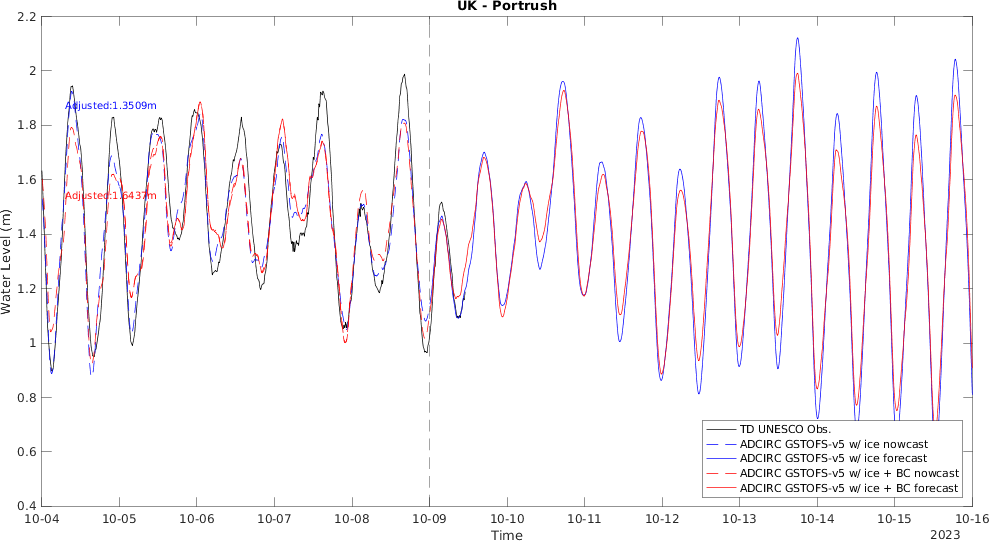 UK - Portrush
2.2
2
1.8
1.6
1.4
1.2
1
0.8
0.6
0.4
Water Level (m)
Adjusted:1.3509m
Adjusted:1.6437m
TD UNESCO Obs.
ADCIRC GSTOFS-v5 w/ ice nowcast
ADCIRC GSTOFS-v5 w/ ice forecast
ADCIRC GSTOFS-v5 w/ ice + BC nowcast
ADCIRC GSTOFS-v5 w/ ice + BC forecast
10-04 10-05 10-06 10-07 10-08 10-09 10-10 10-11 10-12 10-13 10-14 10-15 10-16
Time
2023